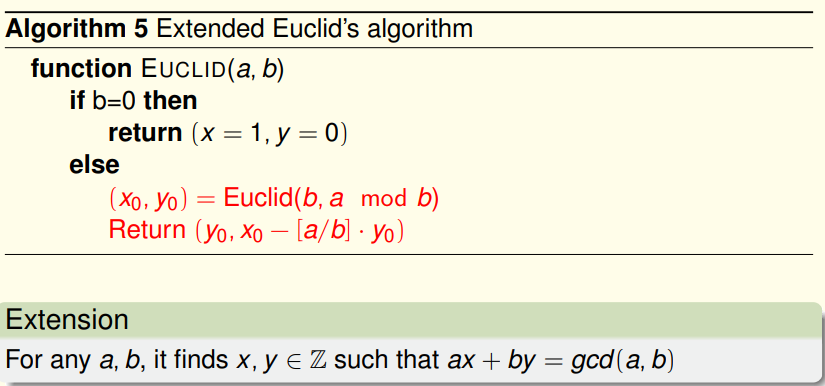 Algorithm 5 Extended Euclid's algorithm
function EUCLID(a, b)
if b=0 then
return (x = 1, y = 0)
else
(x₀, y₀) = Euclid(b, a mod b)
Return (y₀, x₀ − [a/b] · y₀)
Extension
For any a, b, it finds x, y ∈ ℤ such that ax + by = gcd(a, b)